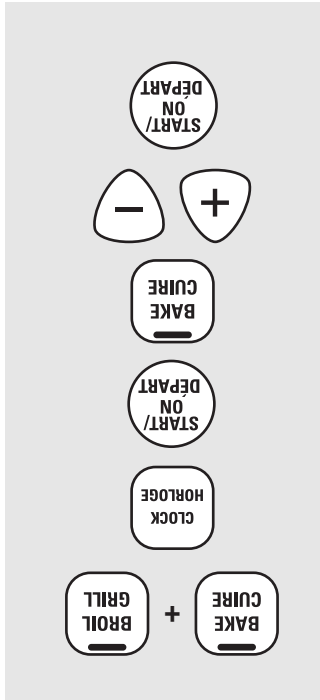 BAKE
CUIRE
+
BROIL
GRILL
CLOCK
HORLOGE
START/
ON
DÉPART
BAKE
CUIRE
+
−
START/
ON
DÉPART